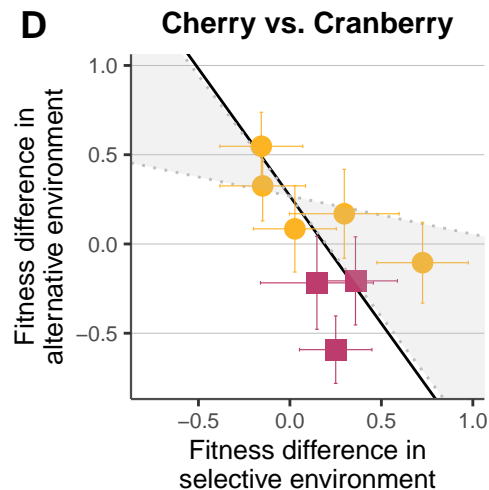 D
Cherry vs. Cranberry
Fitness difference in
alternative environment
1.0
0.5
0.0
−0.5
−0.5
0.0
0.5
1.0
Fitness difference in
selective environment